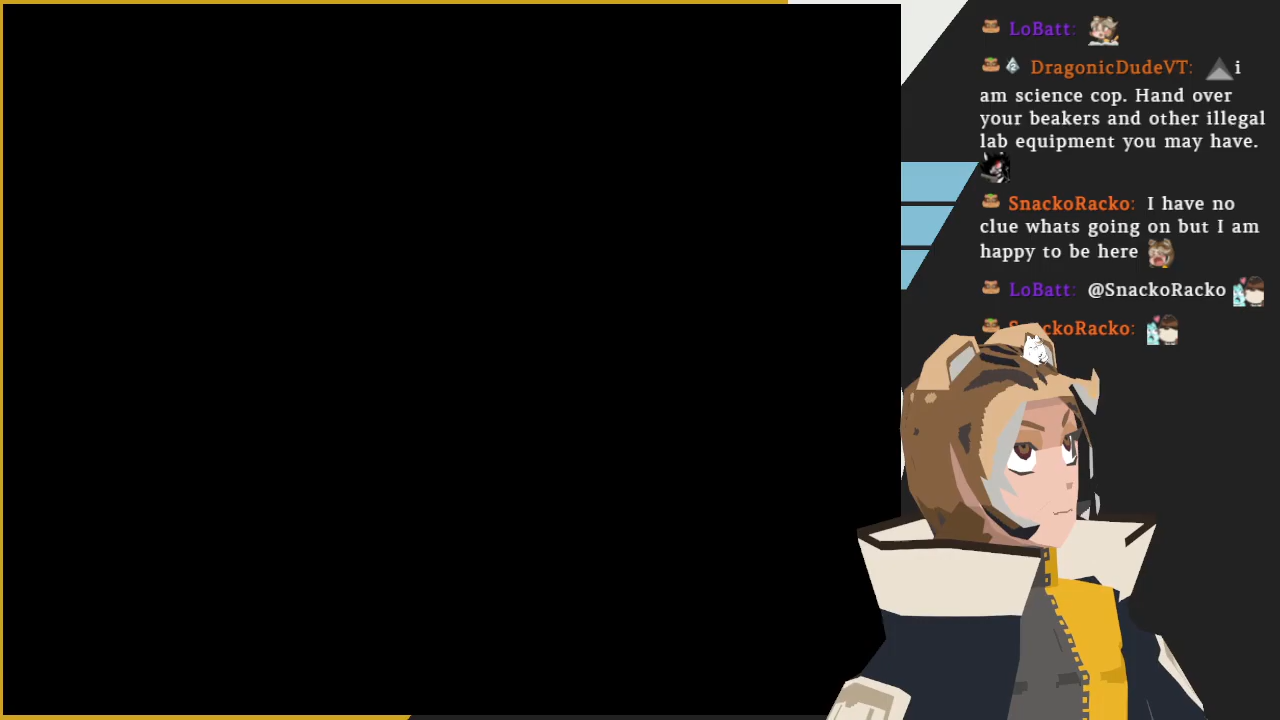 LoBatt:
DragonicDudeVT: i
am science cop. Hand over
your beakers and other illegal
lab equipment you may have.
SnackoRacko: I have no
clue whats going on but I am
happy to be here
LoBatt: @SnackoRacko
ckoRacko: